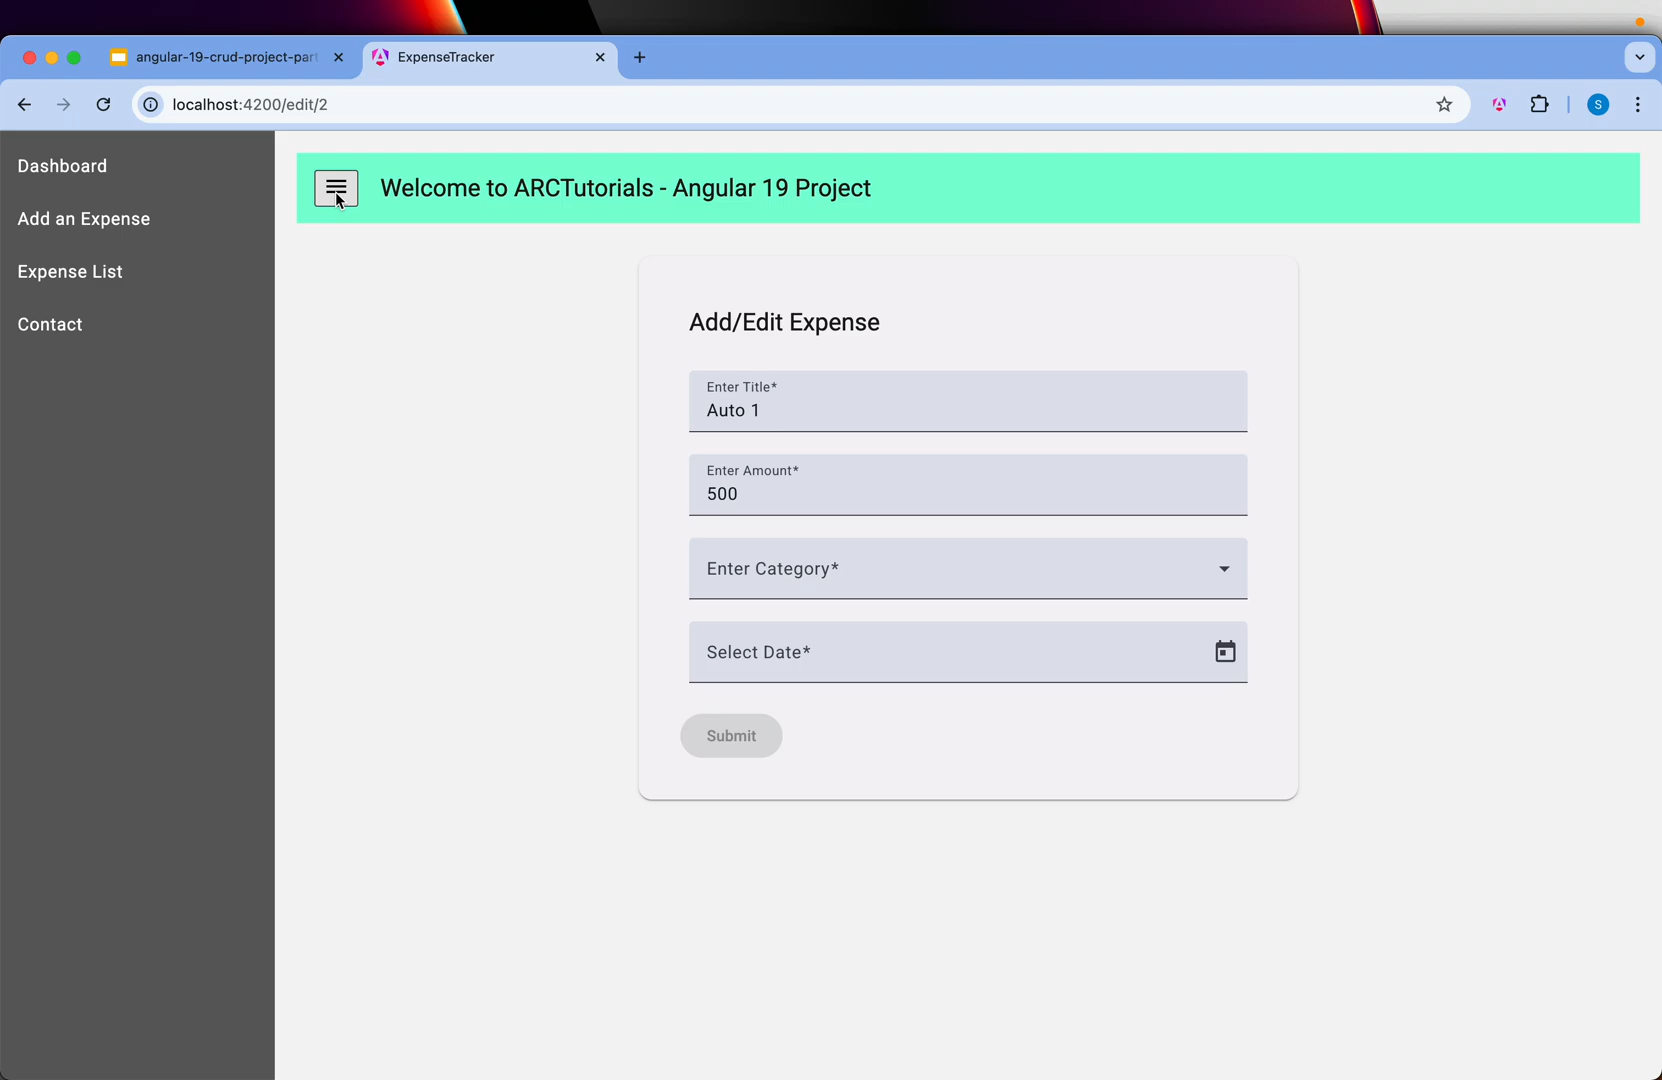 angular-19-crud-project-part
ExpenseTracker
localhost:4200/edit/2
S
Dashboard
Add an Expense
Expense List
Contact
Welcome to ARCTutorials - Angular 19 Project
Add/Edit Expense
Enter Title*
Auto 1
Enter Amount*
500
Enter Category*
Select Date*
Submit